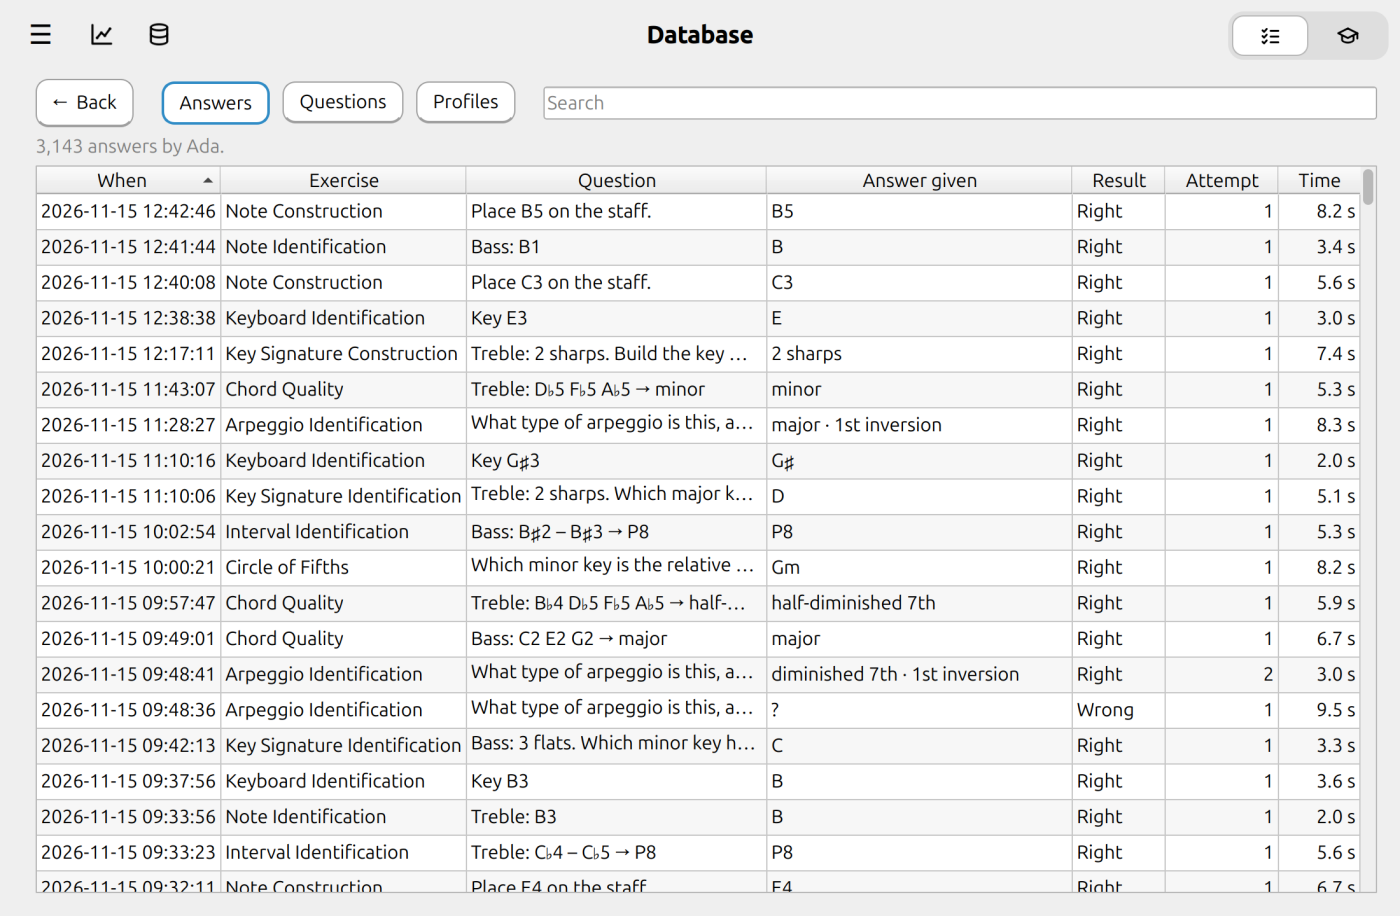 Database
← Back Answers Questions Profiles Search
3,143 answers by Ada.
When Exercise Question Answer given Result Attempt Time
2026-11-15 12:42:46 Note Construction Place B5 on the staff. B5 Right 1 8.2 s
2026-11-15 12:41:44 Note Identification Bass: B1 B Right 1 3.4 s
2026-11-15 12:40:08 Note Construction Place C3 on the staff. C3 Right 1 5.6 s
2026-11-15 12:38:38 Keyboard Identification Key E3 E Right 1 3.0 s
2026-11-15 12:17:11 Key Signature Construction Treble: 2 sharps. Build the key … 2 sharps Right 1 7.4 s
2026-11-15 11:43:07 Chord Quality Treble: D♭5 F♭5 A♭5 → minor minor Right 1 5.3 s
2026-11-15 11:28:27 Arpeggio Identification What type of arpeggio is this, a… major · 1st inversion Right 1 8.3 s
2026-11-15 11:10:16 Keyboard Identification Key G♯3 G♯ Right 1 2.0 s
2026-11-15 11:10:06 Key Signature Identification Treble: 2 sharps. Which major k… D Right 1 5.1 s
2026-11-15 10:02:54 Interval Identification Bass: B♯2 – B♯3 → P8 P8 Right 1 5.3 s
2026-11-15 10:00:21 Circle of Fifths Which minor key is the relative … Gm Right 1 8.2 s
2026-11-15 09:57:47 Chord Quality Treble: B♭4 D♭5 F♭5 A♭5 → half-… half-diminished 7th Right 1 5.9 s
2026-11-15 09:49:01 Chord Quality Bass: C2 E2 G2 → major major Right 1 6.7 s
2026-11-15 09:48:41 Arpeggio Identification What type of arpeggio is this, a… diminished 7th · 1st inversion Right 2 3.0 s
2026-11-15 09:48:36 Arpeggio Identification What type of arpeggio is this, a… ? Wrong 1 9.5 s
2026-11-15 09:42:13 Key Signature Identification Bass: 3 flats. Which minor key h… C Right 1 3.3 s
2026-11-15 09:37:56 Keyboard Identification Key B3 B Right 1 3.6 s
2026-11-15 09:33:56 Note Identification Treble: B3 B Right 1 2.0 s
2026-11-15 09:33:23 Interval Identification Treble: C♭4 – C♭5 → P8 P8 Right 1 5.6 s
2026-11-15 09:32:11 Note Construction Place on the staff. Right 1 6.7 s